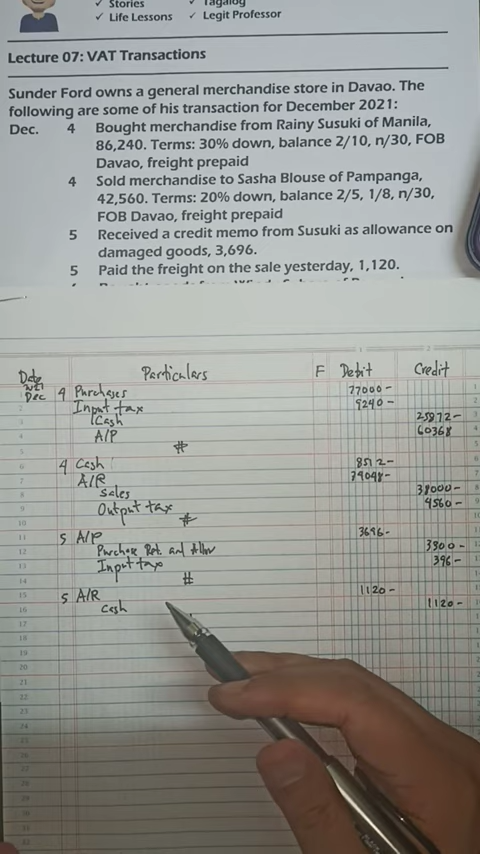 ✓ Stories ✓ Tagalog
✓ Life Lessons ✓ Legit Professor
Lecture 07: VAT Transactions
Sunder Ford owns a general merchandise store in Davao. The
following are some of his transaction for December 2021:
Dec. 4 Bought merchandise from Rainy Susuki of Manila,
86,240. Terms: 30% down, balance 2/10, n/30, FOB
Davao, freight prepaid
4 Sold merchandise to Sasha Blouse of Pampanga,
42,560. Terms: 20% down, balance 2/5, 1/8, n/30,
FOB Davao, freight prepaid
5 Received a credit memo from Susuki as allowance on
damaged goods, 3,696.
5 Paid the freight on the sale yesterday, 1,120.
Date Particulars F Debit Credit
2021
Dec 4 Purchases 77000-
Input tax 9240-
Cash 25872-
A/P 60368
#
4 Cash 8512-
A/R 34048-
Sales 38000-
Output tax 4560-
#
5 A/P 3696-
Purchase Ret. and Allow 3300-
Input tax 396-
#
5 A/R 1120-
Cash 1120-